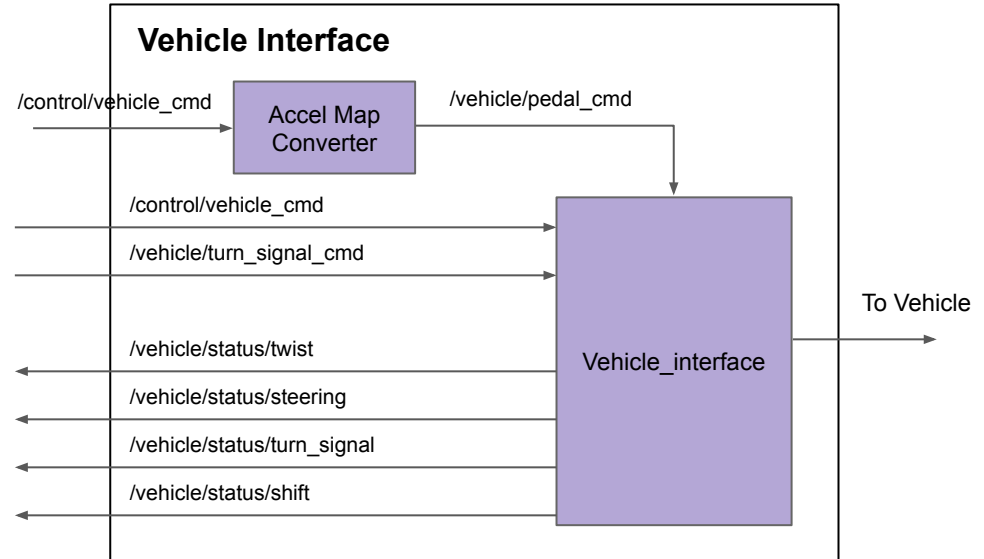 Vehicle Interface
/control/vehicle_cmd
Accel Map
Converter
/vehicle/pedal_cmd
/control/vehicle_cmd
/vehicle/turn_signal_cmd
To Vehicle
/vehicle/status/twist
Vehicle_interface
/vehicle/status/steering
/vehicle/status/turn_signal
/vehicle/status/shift